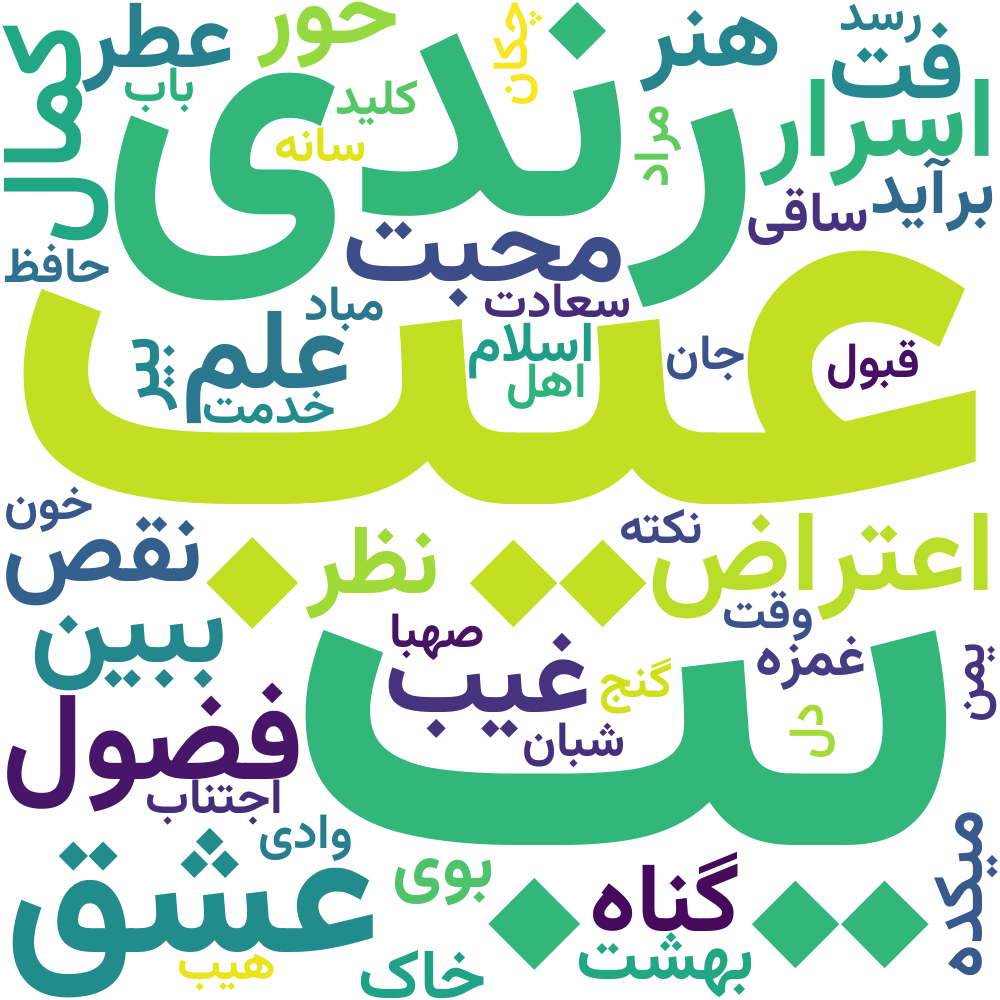 رندی
عیب
یب
کمال
عطر
باب
حور
کلید
سانه
چکان
هنر
مراد
رسد
فت
اسرار
برآید
ساقی
محبت
سعادت
حافظ
مباد
علم
پیر
خدمت
اسلام
اهل
جان
قبول
خون
نقص
نظر
نکته
اعتراض
وقت
ببین
صهبا
غیب
گنج
غمزه
دل
یمن
شبان
فضول
اجتناب
وادی
عشق
هیب
بوی
خاک
گناه
بهشت
میکده